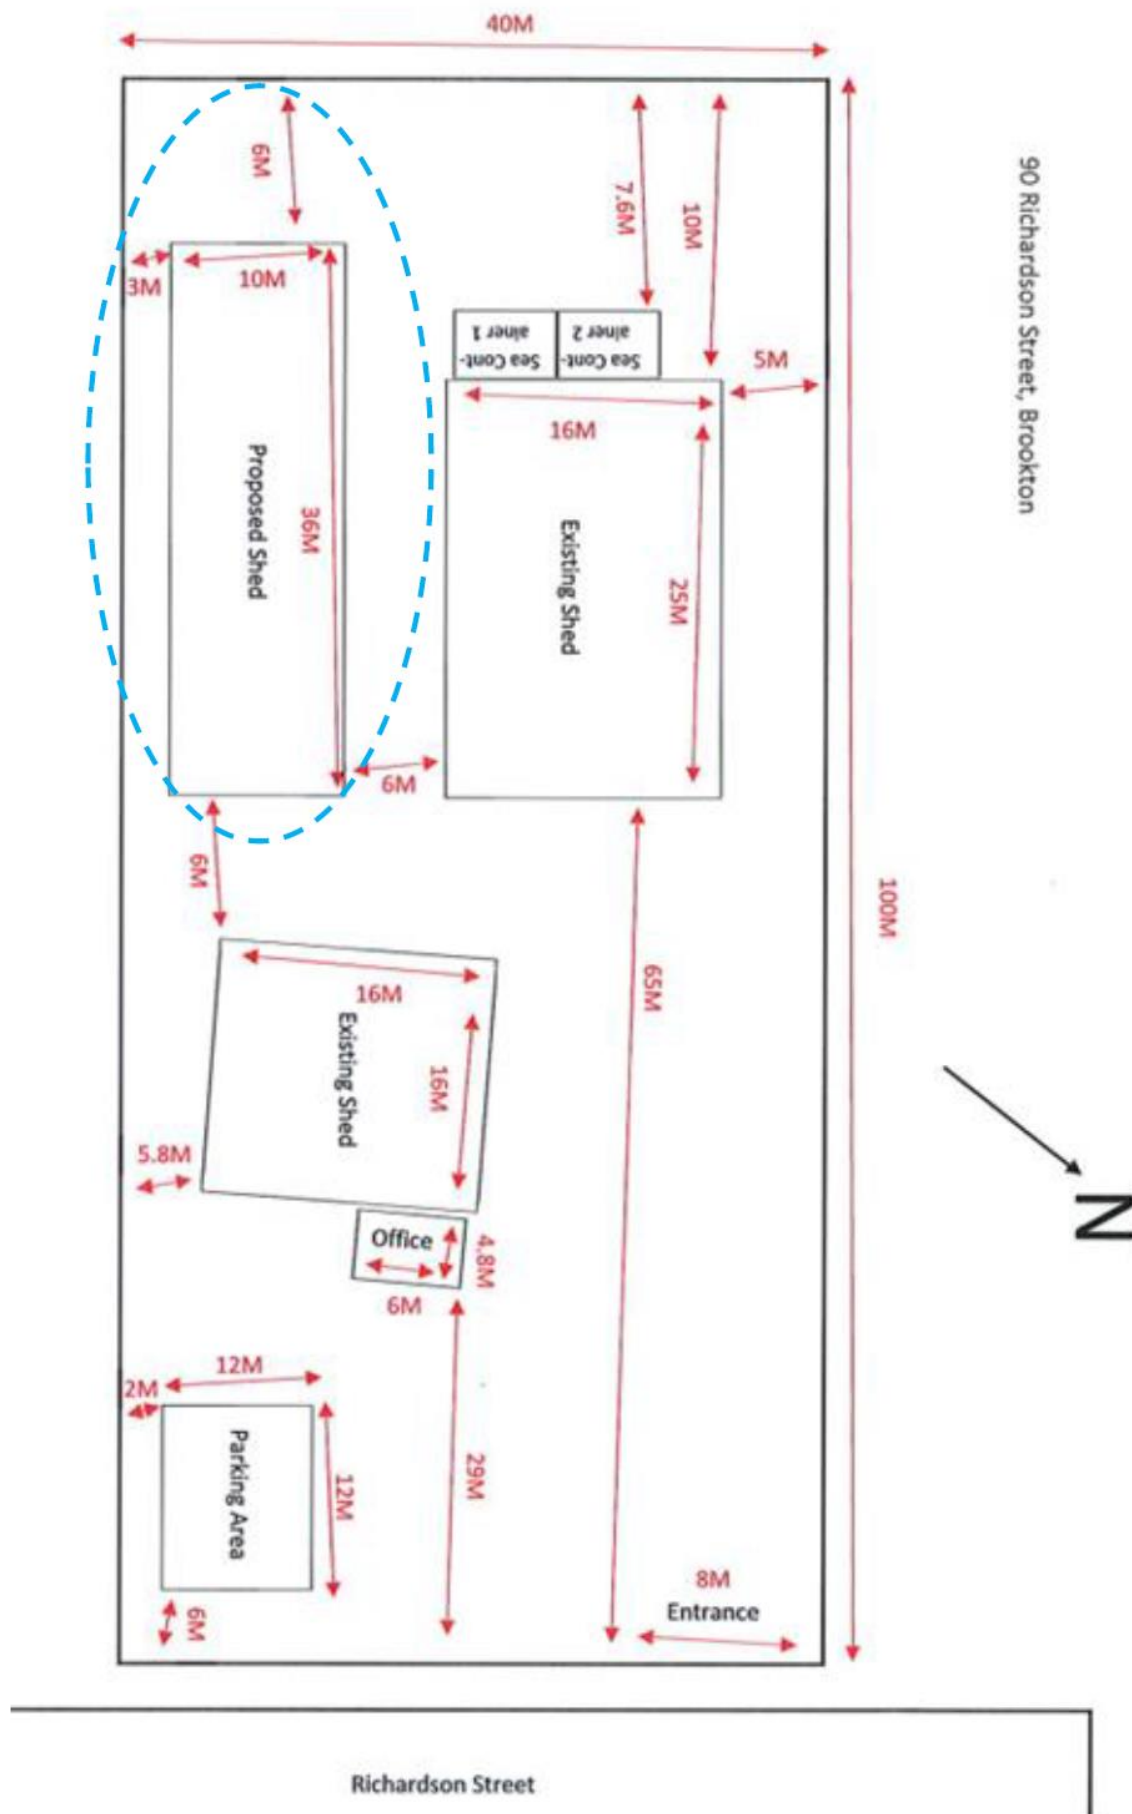 40M
90 Richardson Street, Brookton
6M
7.6M
10M
3M
10M
Sea Cont-
ainer 1
Sea Cont-
ainer 2
5M
16M
Proposed Shed
36M
Existing Shed
25M
6M
6M
100M
65M
16M
Existing Shed
16M
5.8M
Office
4.8M
6M
N
12M
2M
Parking Area
12M
29M
6M
8M
Entrance
Richardson Street